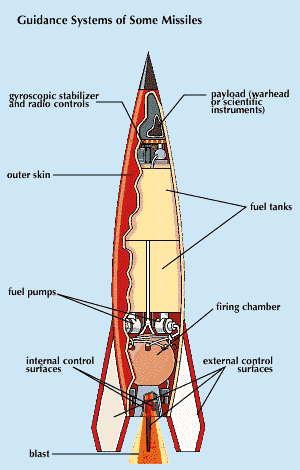 Guidance Systems of Some Missiles
gyroscopic stabilizer
and radio controls
payload (warhead
or scientific
instruments)
outer skin
fuel tanks
fuel pumps
firing chamber
internal control
surfaces
external control
surfaces
blast